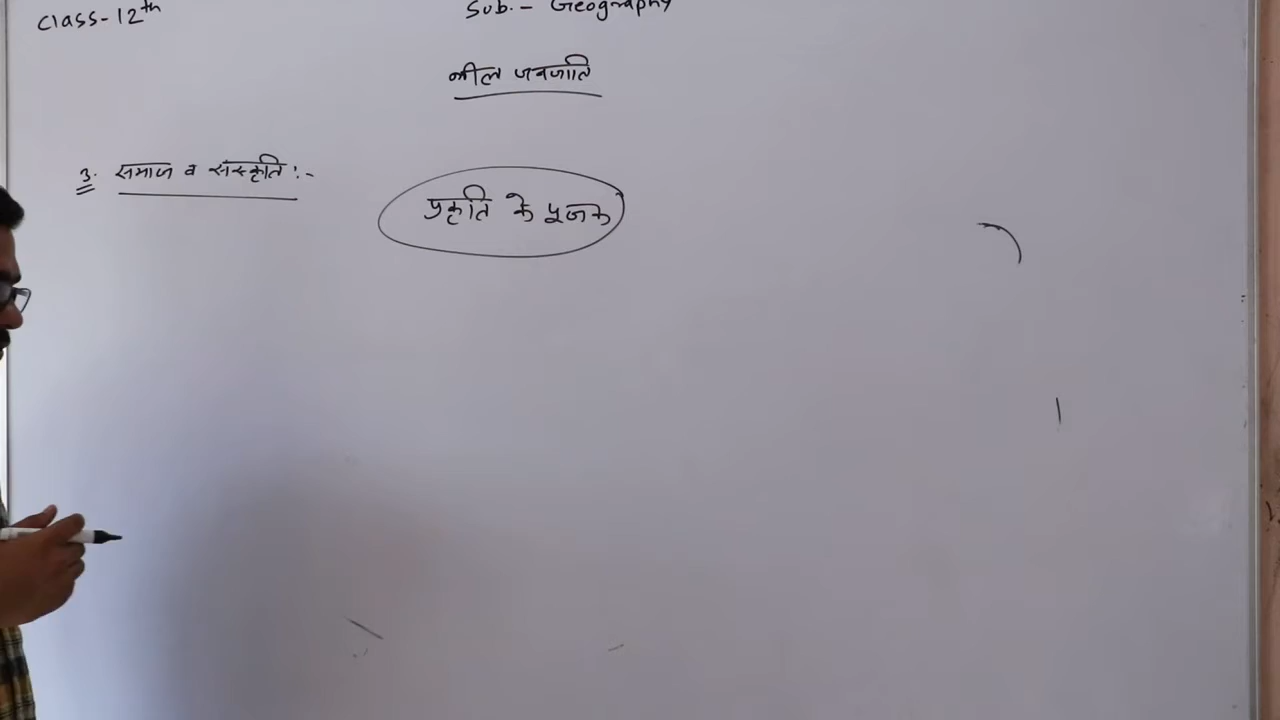 Class-12th
Sub.- Geography
भील जनजाति
3. समाज व संस्कृति :-
प्रकृति के पूजक